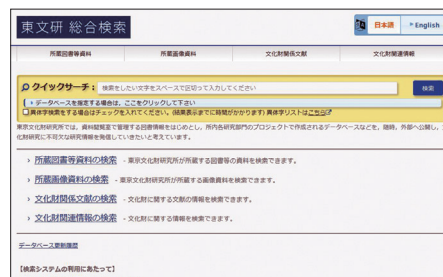 東文研 総合検索
日本語 * English
所蔵図書等資料 所蔵画像資料 文化財関係文献 文化財関連情報
クイックサーチ： 検索をしたい文字をスペースで区切って入力してください 検索
› データベースを指定する場合は、ここをクリックして下さい
異体字検索をする場合はチェックを入れてください。(結果表示までに時間がかかります) 異体字リストはこちら
東京文化財研究所では、資料閲覧室で管理する図書情報をはじめとし、所内各研究部門のプロジェクトで作成されるデータベースなどを、随時、外部へ公開し、文
化財研究に不可欠な研究情報を発信していきたいと考えています。
› 所蔵図書等資料の検索 - 東京文化財研究所が所蔵する図書等の資料を検索できます。
› 所蔵画像資料の検索 - 東京文化財研究所が所蔵する画像資料を検索できます。
› 文化財関係文献の検索 - 文化財に関する文献の情報を検索できます。
› 文化財関連情報の検索 - 文化財に関する情報を検索できます。
データベース更新履歴
【検索システムの利用にあたって】